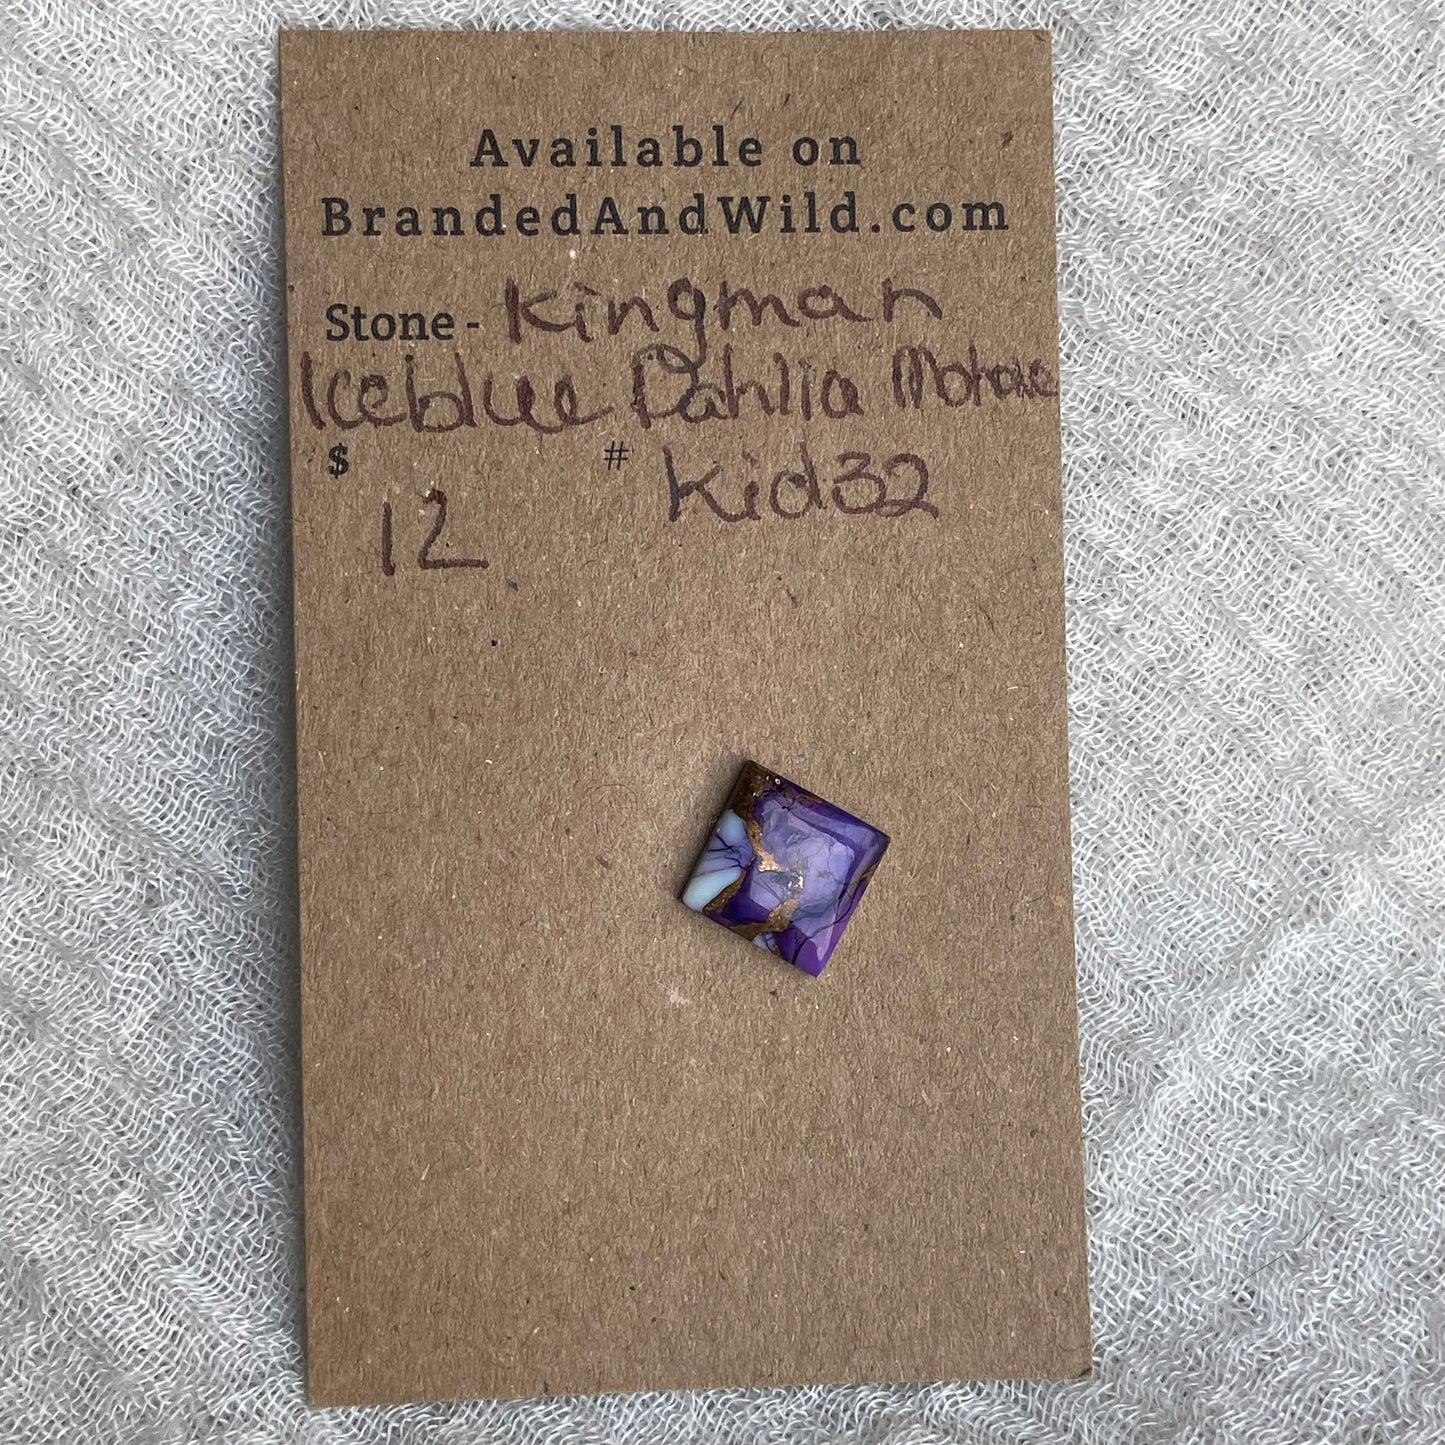 Available on
BrandedAndWild.com
Stone - Kingman
Iceblue Dahlia Mohave
$ # Kid32
12